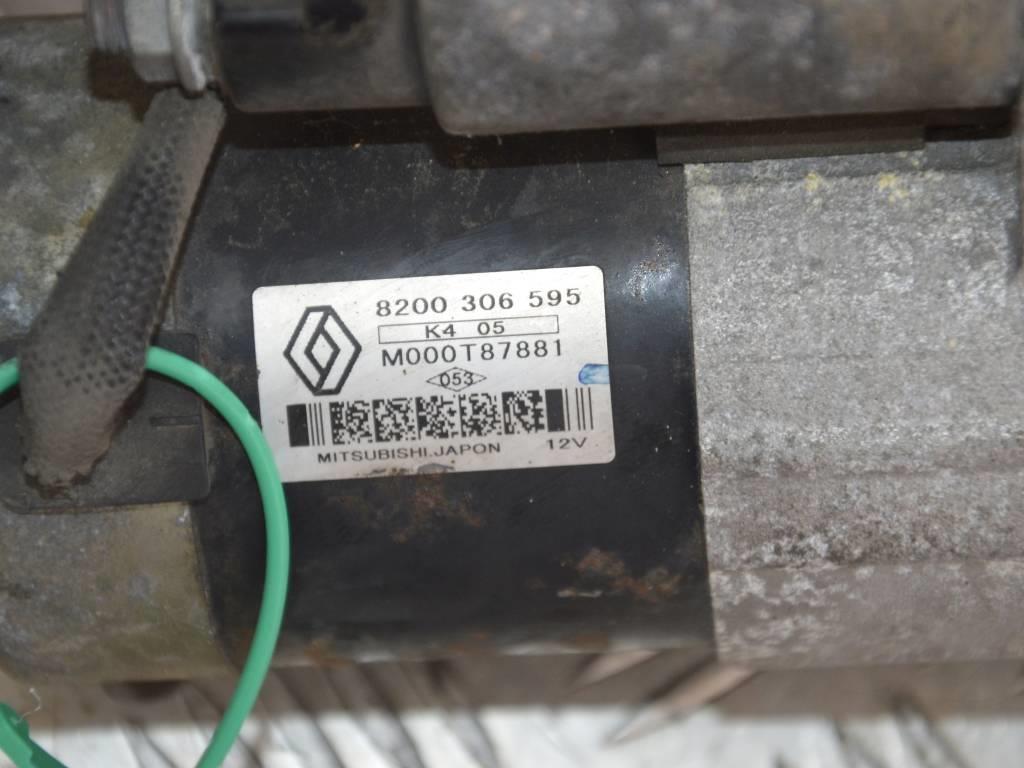 8200 306 595
K4 05
M000T87881
053
MITSUBISHI.JAPON 12V